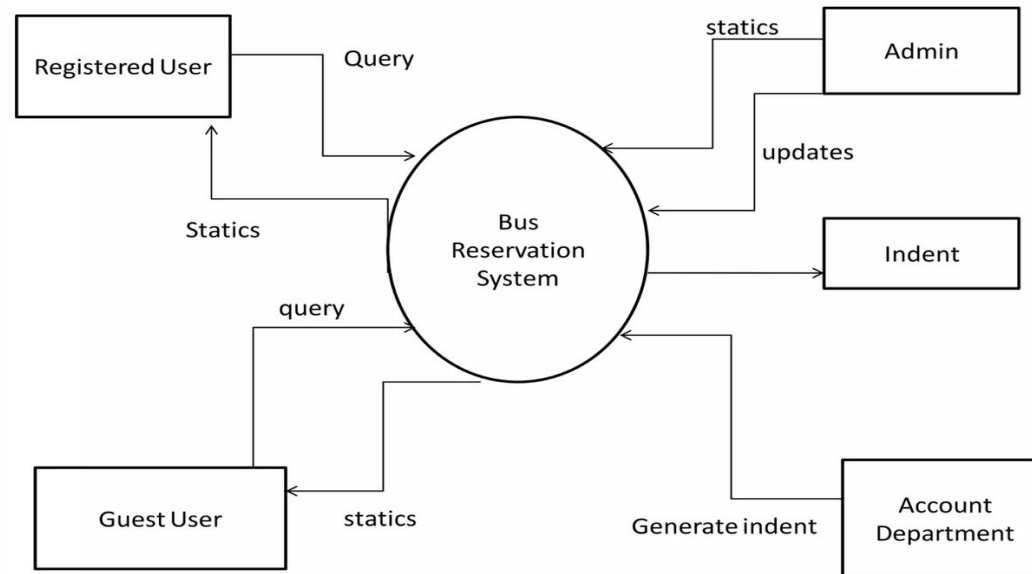 Registered User
Query
statics
Admin
updates
Statics
Bus
Reservation
System
Indent
query
Guest User
statics
Generate indent
Account
Department